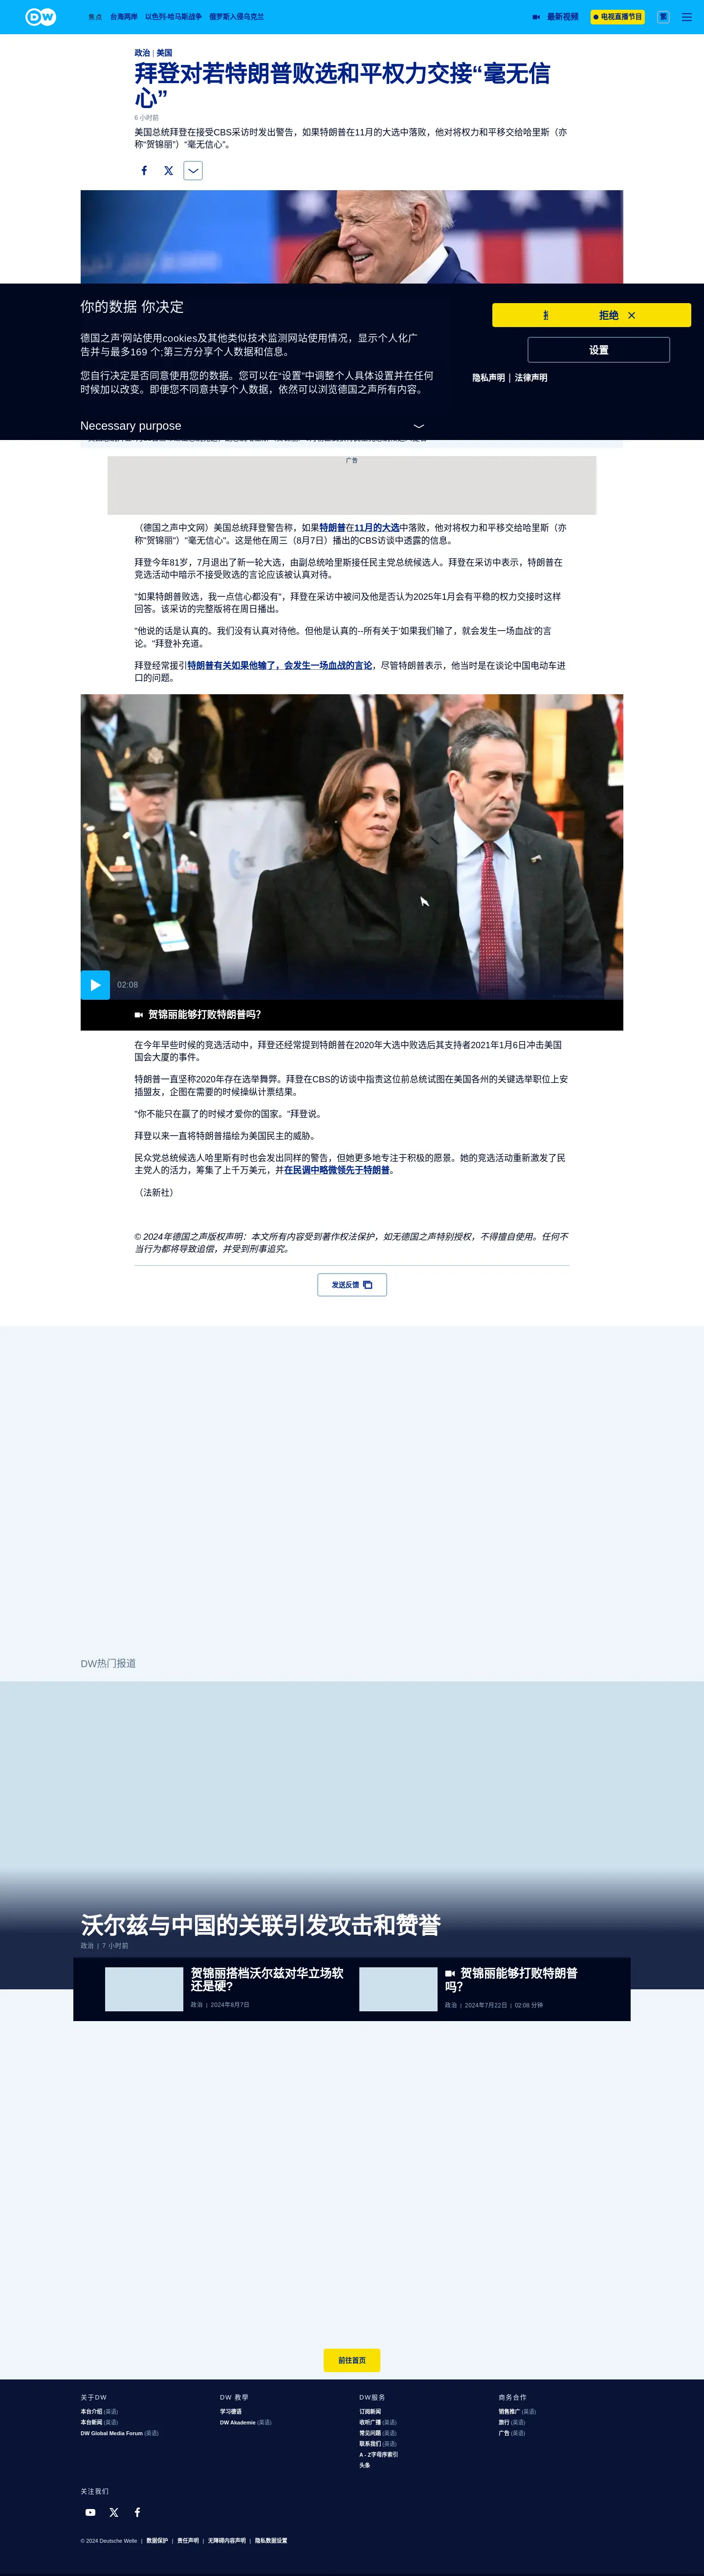 DW
焦点 台海两岸 以色列-哈马斯战争 俄罗斯入侵乌克兰 最新视频 电视直播节目 繁
政治 | 美国
拜登对若特朗普败选和平权力交接“毫无信
心”
6 小时前
美国总统拜登在接受CBS采访时发出警告，如果特朗普在11月的大选中落败，他对将权力和平移交给哈里斯（亦
称“贺锦丽”）“毫无信心”。
你的数据 你决定
德国之声'网站使用cookies及其他类似技术监测网站使用情况，显示个人化广
告并与最多169 个;第三方分享个人数据和信息。
您自行决定是否同意使用您的数据。您可以在"设置"中调整个人具体设置并在任何
时候加以改变。即便您不同意共享个人数据，依然可以浏览德国之声所有内容。
Necessary purpose
拒绝
设置
隐私声明 | 法律声明
广告
（德国之声中文网）美国总统拜登警告称，如果特朗普在11月的大选中落败，他对将权力和平移交给哈里斯（亦
称"贺锦丽"）"毫无信心"。这是他在周三（8月7日）播出的CBS访谈中透露的信息。
拜登今年81岁，7月退出了新一轮大选，由副总统哈里斯接任民主党总统候选人。拜登在采访中表示，特朗普在
竞选活动中暗示不接受败选的言论应该被认真对待。
"如果特朗普败选，我一点信心都没有"，拜登在采访中被问及他是否认为2025年1月会有平稳的权力交接时这样
回答。该采访的完整版将在周日播出。
"他说的话是认真的。我们没有认真对待他。但他是认真的--所有关于'如果我们输了，就会发生一场血战'的言
论。"拜登补充道。
拜登经常援引特朗普有关如果他输了，会发生一场血战的言论，尽管特朗普表示，他当时是在谈论中国电动车进
口的问题。
02:08
贺锦丽能够打败特朗普吗？
在今年早些时候的竞选活动中，拜登还经常提到特朗普在2020年大选中败选后其支持者2021年1月6日冲击美国
国会大厦的事件。
特朗普一直坚称2020年存在选举舞弊。拜登在CBS的访谈中指责这位前总统试图在美国各州的关键选举职位上安
插盟友，企图在需要的时候操纵计票结果。
"你不能只在赢了的时候才爱你的国家。"拜登说。
拜登以来一直将特朗普描绘为美国民主的威胁。
民众党总统候选人哈里斯有时也会发出同样的警告，但她更多地专注于积极的愿景。她的竞选活动重新激发了民
主党人的活力，筹集了上千万美元，并在民调中略微领先于特朗普。
（法新社）
© 2024年德国之声版权声明：本文所有内容受到著作权法保护，如无德国之声特别授权，不得擅自使用。任何不
当行为都将导致追偿，并受到刑事追究。
发送反馈
DW热门报道
沃尔兹与中国的关联引发攻击和赞誉
政治 | 7 小时前
贺锦丽搭档沃尔兹对华立场软
还是硬？
政治 | 2024年8月7日
贺锦丽能够打败特朗普
吗？
政治 | 2024年7月22日 | 02:08 分钟
前往首页
关于DW
本台介绍 (英语)
本台新闻 (英语)
DW Global Media Forum (英语)
DW 教學
学习德语
DW Akademie (英语)
DW服务
订阅新闻
收听广播 (英语)
常见问题 (英语)
联系我们 (英语)
A - Z字母序索引
头条
商务合作
销售推广 (英语)
旅行 (英语)
广告 (英语)
关注我们
© 2024 Deutsche Welle | 数据保护 | 责任声明 | 无障碍内容声明 | 隐私数据设置